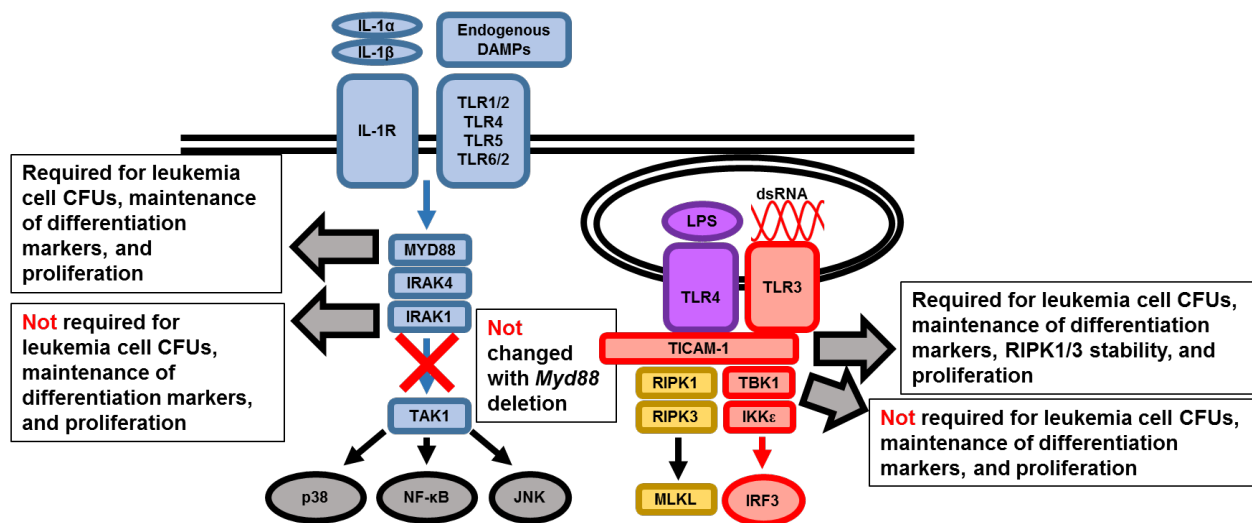 IL-1α
IL-1β
Endogenous
DAMPs
IL-1R
TLR1/2
TLR4
TLR5
TLR6/2
Required for leukemia
cell CFUs, maintenance
of differentiation
markers, and
proliferation
MYD88
IRAK4
IRAK1
Not required for
leukemia cell CFUs,
maintenance of
differentiation markers,
and proliferation
Not
changed
with Myd88
deletion
TAK1
p38
NF-κB
JNK
dsRNA
LPS
TLR4
TLR3
TICAM-1
RIPK1
TBK1
RIPK3
IKKε
MLKL
IRF3
Required for leukemia cell CFUs,
maintenance of differentiation
markers, RIPK1/3 stability, and
proliferation
Not required for leukemia cell CFUs,
maintenance of differentiation
markers, and proliferation